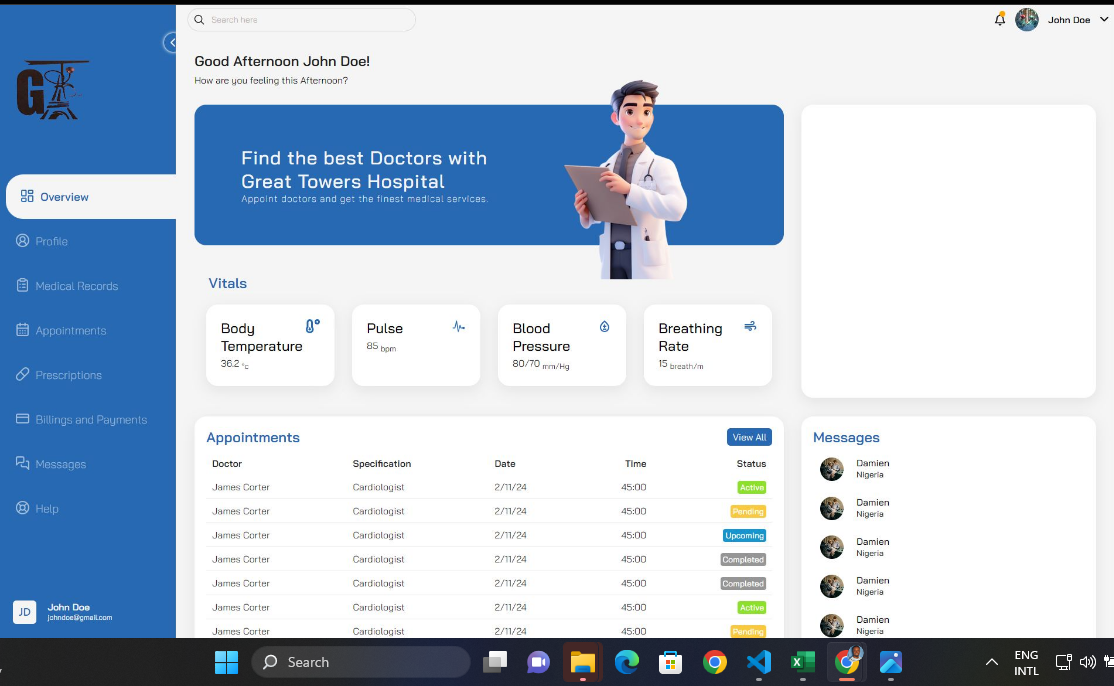 Search here
John Doe
GT
Good Afternoon John Doe!
How are you feeling this Afternoon?
Find the best Doctors with
Great Towers Hospital
Appoint doctors and get the finest medical services.
Overview
Profile
Medical Records
Appointments
Prescriptions
Billings and Payments
Messages
Help
JD
John Doe
johndoe@gmail.com
Vitals
Body
Temperature
36.2 °c
Pulse
85 bpm
Blood
Pressure
80/70 mm/Hg
Breathing
Rate
15 breath/m
Appointments
View All
Doctor Specification Date Time Status
James Corter Cardiologist 2/11/24 45:00 Active
James Corter Cardiologist 2/11/24 45:00 Pending
James Corter Cardiologist 2/11/24 45:00 Upcoming
James Corter Cardiologist 2/11/24 45:00 Completed
James Corter Cardiologist 2/11/24 45:00 Completed
James Corter Cardiologist 2/11/24 45:00 Active
James Corter Cardiologist 2/11/24 45:00 Pending
Messages
Damien
Nigeria
Damien
Nigeria
Damien
Nigeria
Damien
Nigeria
Damien
Nigeria
Search
ENG
INTL